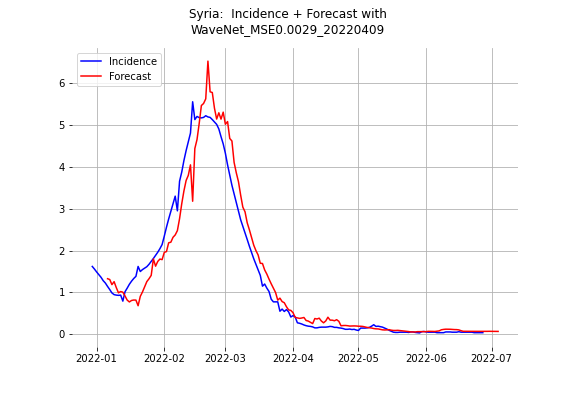 Syria:  Incidence + Forecast with
WaveNet_MSE0.0029_20220409
Incidence
Forecast
6
5
4
3
2
1
0
2022-01 2022-02 2022-03 2022-04 2022-05 2022-06 2022-07